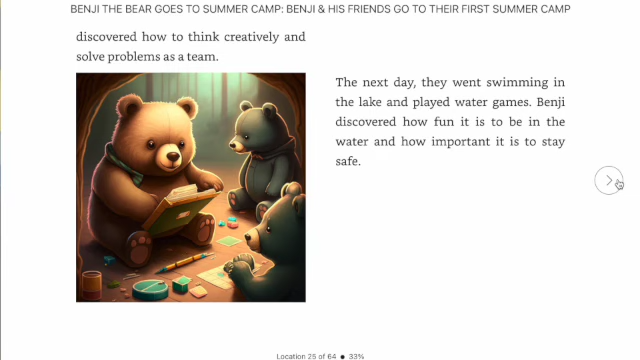 BENJI THE BEAR GOES TO SUMMER CAMP: BENJI & HIS FRIENDS GO TO THEIR FIRST SUMMER CAMP
discovered how to think creatively and
solve problems as a team.
The next day, they went swimming in
the lake and played water games. Benji
discovered how fun it is to be in the
water and how important it is to stay
safe.
Location 25 of 64 ● 33%